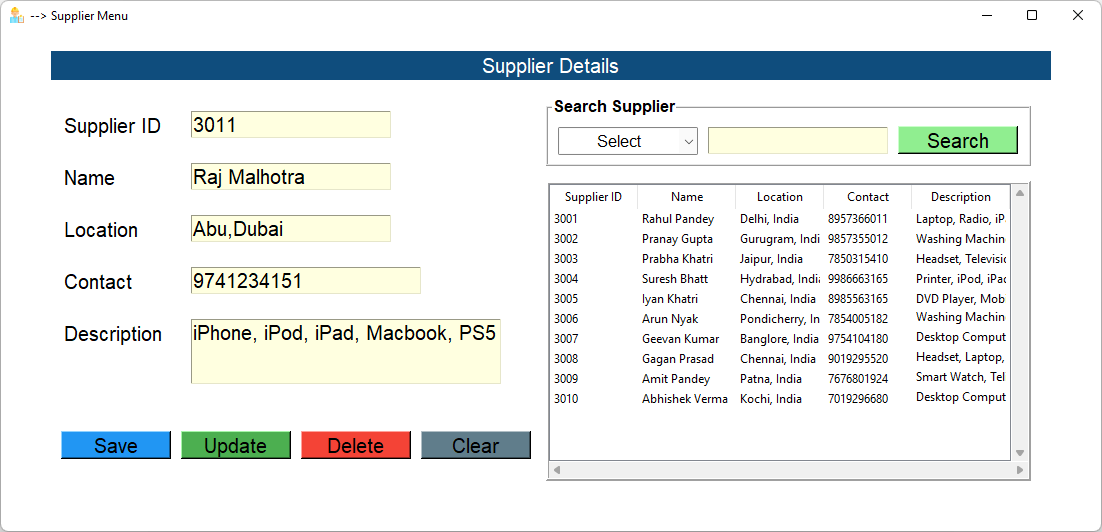 --> Supplier Menu
Supplier Details
Supplier ID 3011
Name Raj Malhotra
Location Abu,Dubai
Contact 9741234151
Description iPhone, iPod, iPad, Macbook, PS5
Save Update Delete Clear
Search Supplier
Select Search
Supplier ID Name Location Contact Description
3001 Rahul Pandey Delhi, India 8957366011 Laptop, Radio, iP
3002 Pranay Gupta Gurugram, Indi 9857355012 Washing Machin
3003 Prabha Khatri Jaipur, India 7850315410 Headset, Televisio
3004 Suresh Bhatt Hydrabad, India 9986663165 Printer, iPod, iPad
3005 Iyan Khatri Chennai, India 8985563165 DVD Player, Mob
3006 Arun Nyak Pondicherry, In 7854005182 Washing Machin
3007 Geevan Kumar Banglore, India 9754104180 Desktop Comput
3008 Gagan Prasad Chennai, India 9019295520 Headset, Laptop,
3009 Amit Pandey Patna, India 7676801924 Smart Watch, Tel
3010 Abhishek Verma Kochi, India 7019296680 Desktop Comput